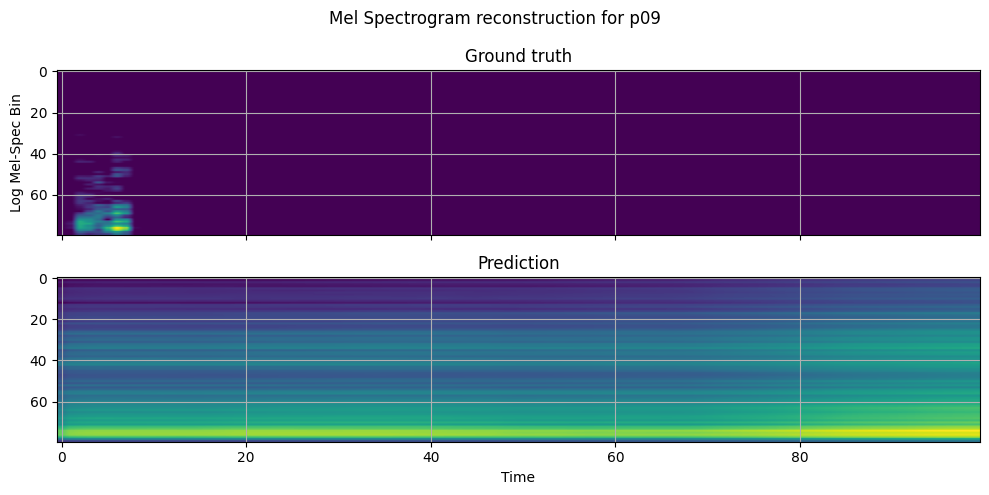 Mel Spectrogram reconstruction for p09
Ground truth
Log Mel-Spec Bin
0
20
40
60
Prediction
0
20
40
60
0 20 40 60 80
Time